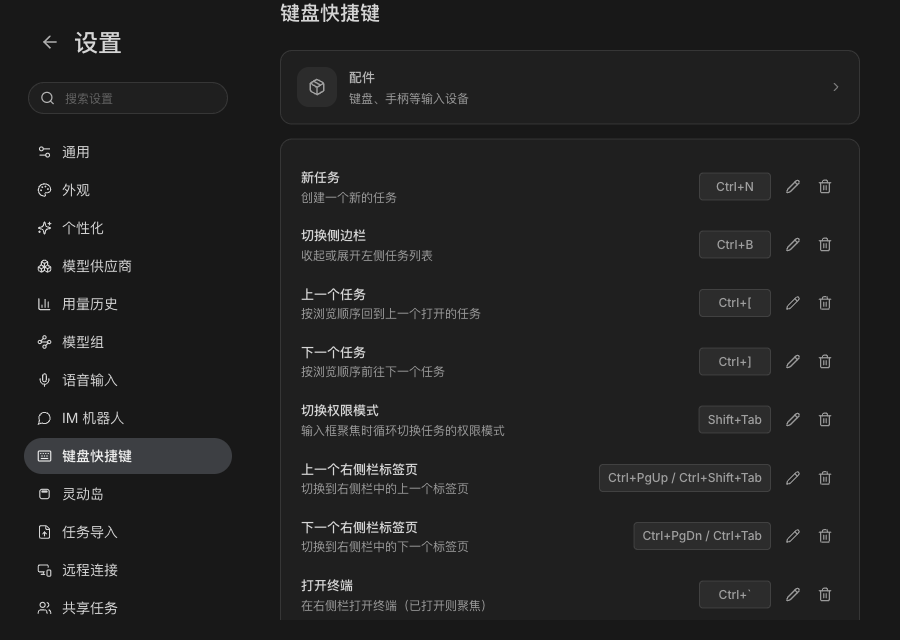 设置
搜索设置
通用
外观
个性化
模型供应商
用量历史
模型组
语音输入
IM 机器人
键盘快捷键
灵动岛
任务导入
远程连接
共享任务
键盘快捷键
配件
键盘、手柄等输入设备
新任务
创建一个新的任务
Ctrl+N
切换侧边栏
收起或展开左侧任务列表
Ctrl+B
上一个任务
按浏览顺序回到上一个打开的任务
Ctrl+[
下一个任务
按浏览顺序前往下一个任务
Ctrl+]
切换权限模式
输入框聚焦时循环切换任务的权限模式
Shift+Tab
上一个右侧栏标签页
切换到右侧栏中的上一个标签页
Ctrl+PgUp / Ctrl+Shift+Tab
下一个右侧栏标签页
切换到右侧栏中的下一个标签页
Ctrl+PgDn / Ctrl+Tab
打开终端
在右侧栏打开终端（已打开则聚焦）
Ctrl+`